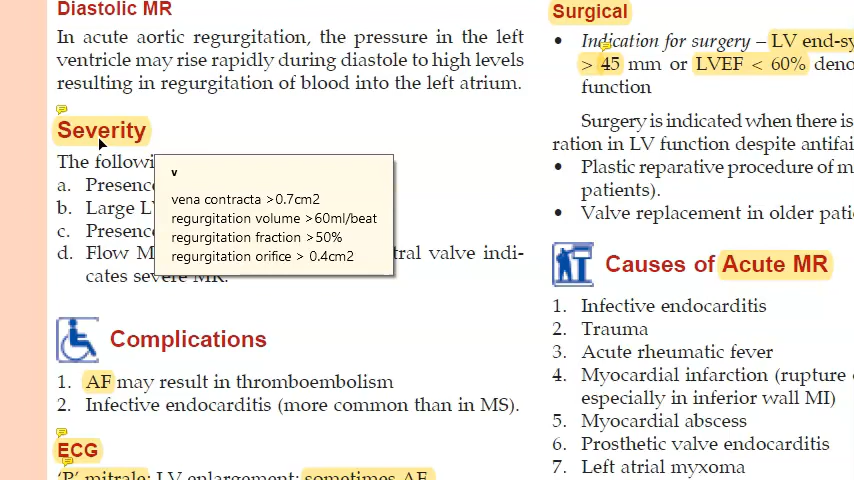 Diastolic MR
In acute aortic regurgitation, the pressure in the left
ventricle may rise rapidly during diastole to high levels
resulting in regurgitation of blood into the left atrium.
Severity
The
a. Presence
b. Large
c. Presence
d. Flow
tral valve indi-
cates severe MR.
v
vena contracta >0.7cm2
regurgitation volume >60ml/beat
regurgitation fraction >50%
regurgitation orifice > 0.4cm2
Complications
1. AF may result in thromboembolism
2. Infective endocarditis (more common than in MS).
ECG
'P' mitrale; LV enlargement; sometimes AF
Surgical
• Indication for surgery – LV end-sy
> 45 mm or LVEF < 60% deno
function
Surgery is indicated when there is
ration in LV function despite antifai
• Plastic reparative procedure of m
patients).
• Valve replacement in older patie
Causes of Acute MR
1. Infective endocarditis
2. Trauma
3. Acute rheumatic fever
4. Myocardial infarction (rupture
especially in inferior wall MI)
5. Myocardial abscess
6. Prosthetic valve endocarditis
7. Left atrial myxoma